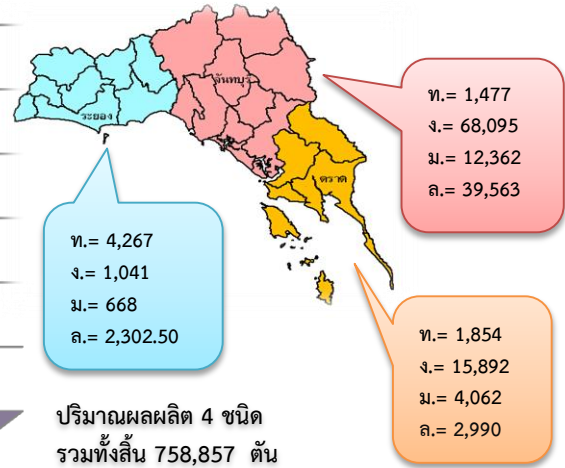 จันทบุรี
ระยอง
ตราด
ท.= 1,477
ง.= 68,095
ม.= 12,362
ล.= 39,563
ท.= 4,267
ง.= 1,041
ม.= 668
ล.= 2,302.50
ท.= 1,854
ง.= 15,892
ม.= 4,062
ล.= 2,990
ปริมาณผลผลิต 4 ชนิด
รวมทั้งสิ้น 758,857 ตัน